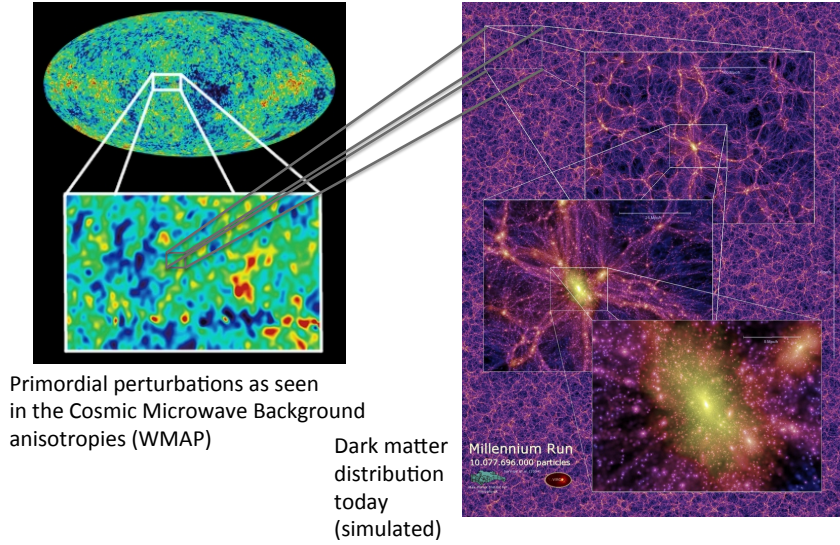 Primordial perturbations as seen
in the Cosmic Microwave Background
anisotropies (WMAP)
Dark matter
distribution
today
(simulated)
Millennium Run
10.077.696.000 particles